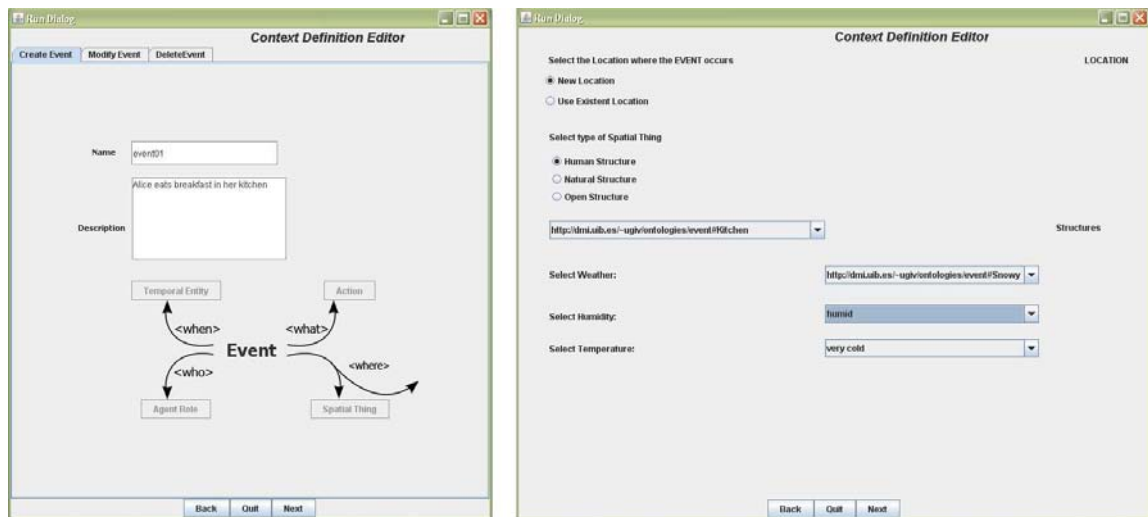 Run Dialog
Context Definition Editor
Create Event Modify Event DeleteEvent
Name event01
Alice eats breakfast in her kitchen
Description
Temporal Entity Action
<when> <what>
Event
<who> <where>
Agent Role Spatial Thing
Back Quit Next
Run Dialog
Context Definition Editor
Select the Location where the EVENT occurs LOCATION
New Location
Use Existent Location
Select type of Spatial Thing
Human Structure
Natural Structure
Open Structure
http://dmi.uib.es/~ugiv/ontologies/event#Kitchen Structures
Select Weather: http://dmi.uib.es/~ugiv/ontologies/event#Snowy
Select Humidity: humid
Select Temperature: very cold
Back Quit Next